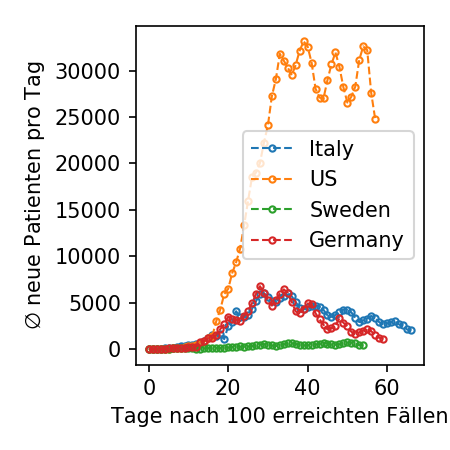 ∅ neue Patienten pro Tag
30000
25000
20000
15000
10000
5000
0
Italy
US
Sweden
Germany
0 20 40 60
Tage nach 100 erreichten Fällen